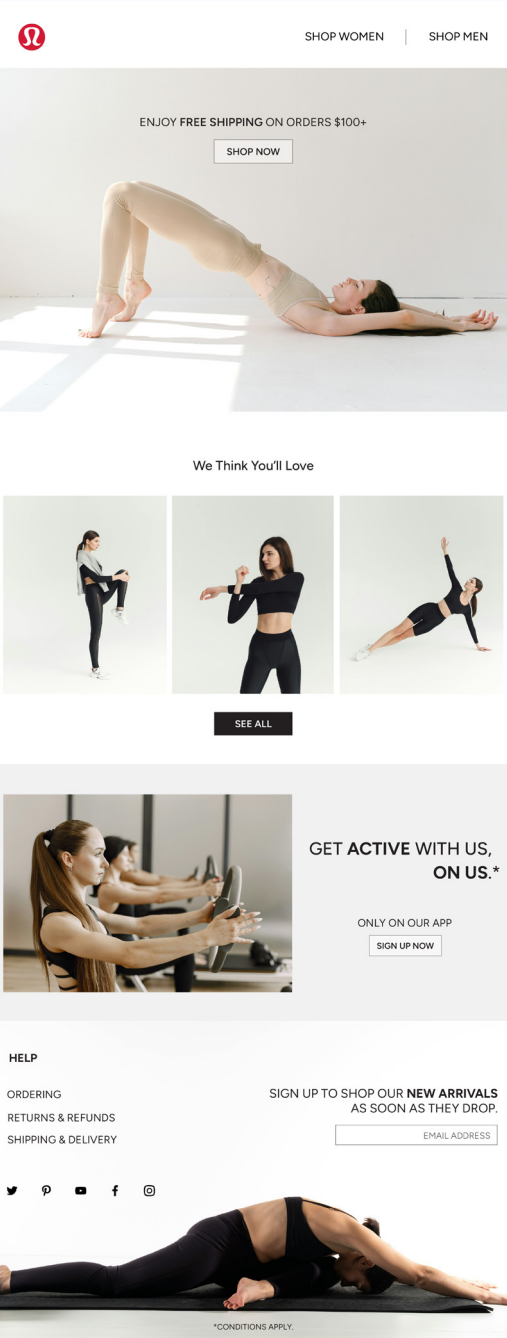 SHOP WOMEN | SHOP MEN
ENJOY FREE SHIPPING ON ORDERS $100+
SHOP NOW
We Think You'll Love
SEE ALL
GET ACTIVE WITH US,
ON US.*
ONLY ON OUR APP
SIGN UP NOW
HELP
ORDERING
RETURNS & REFUNDS
SHIPPING & DELIVERY
SIGN UP TO SHOP OUR NEW ARRIVALS
AS SOON AS THEY DROP.
EMAIL ADDRESS
*CONDITIONS APPLY.